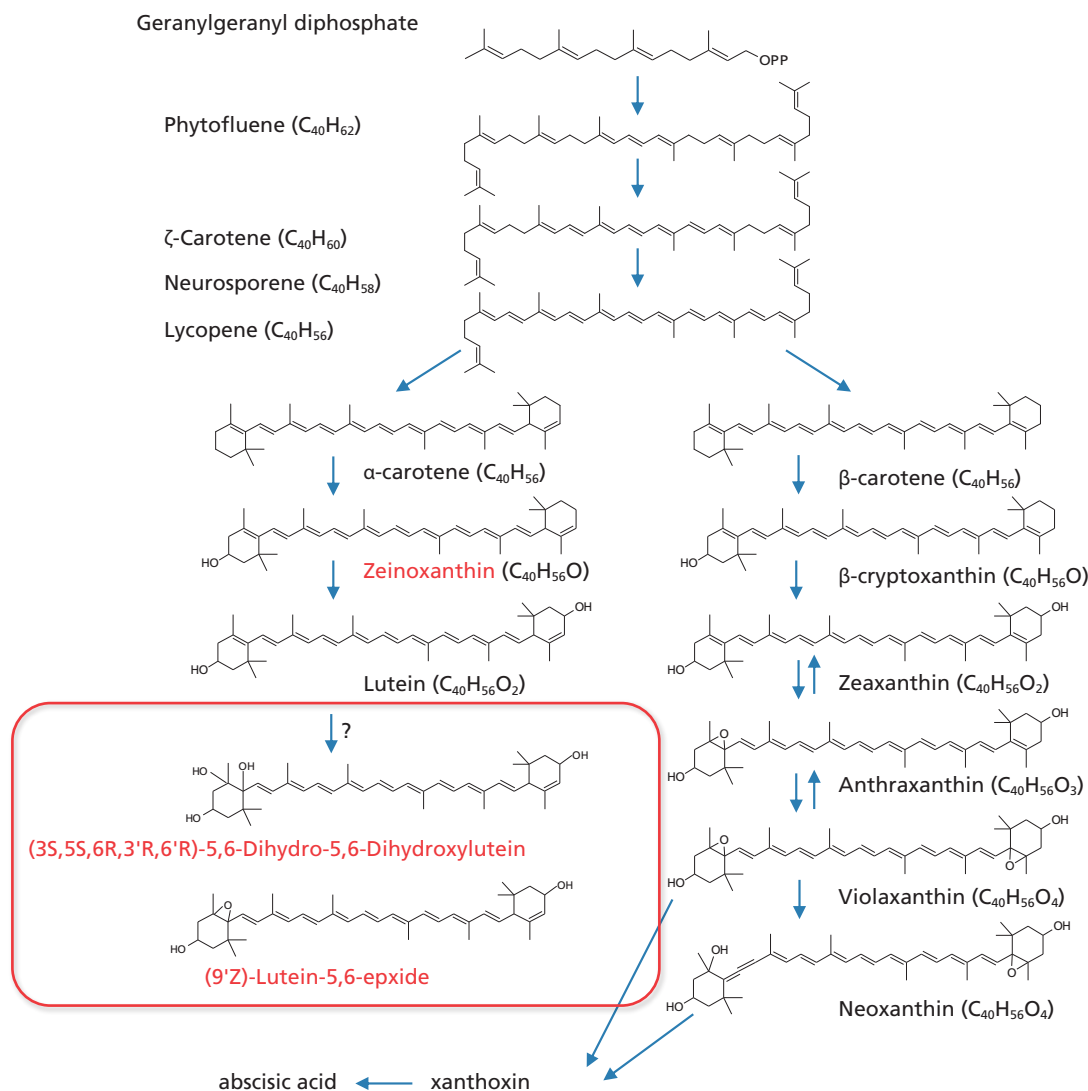 Geranylgeranyl diphosphate
OPP
Phytofluene (C₄₀H₆₂)
ζ-Carotene (C₄₀H₆₀)
Neurosporene (C₄₀H₅₈)
Lycopene (C₄₀H₅₆)
α-carotene (C₄₀H₅₆)
β-carotene (C₄₀H₅₆)
HO
Zeinoxanthin (C₄₀H₅₆O)
HO
β-cryptoxanthin (C₄₀H₅₆O)
OH
HO
Lutein (C₄₀H₅₆O₂)
OH
HO
Zeaxanthin (C₄₀H₅₆O₂)
?
HO OH
OH
HO
(3S,5S,6R,3'R,6'R)-5,6-Dihydro-5,6-Dihydroxylutein
O
OH
HO
Anthraxanthin (C₄₀H₅₆O₃)
O
OH
HO
(9'Z)-Lutein-5,6-epxide
O
OH
HO
O
Violaxanthin (C₄₀H₅₆O₄)
OH
OH
HO
O
Neoxanthin (C₄₀H₅₆O₄)
abscisic acid
xanthoxin